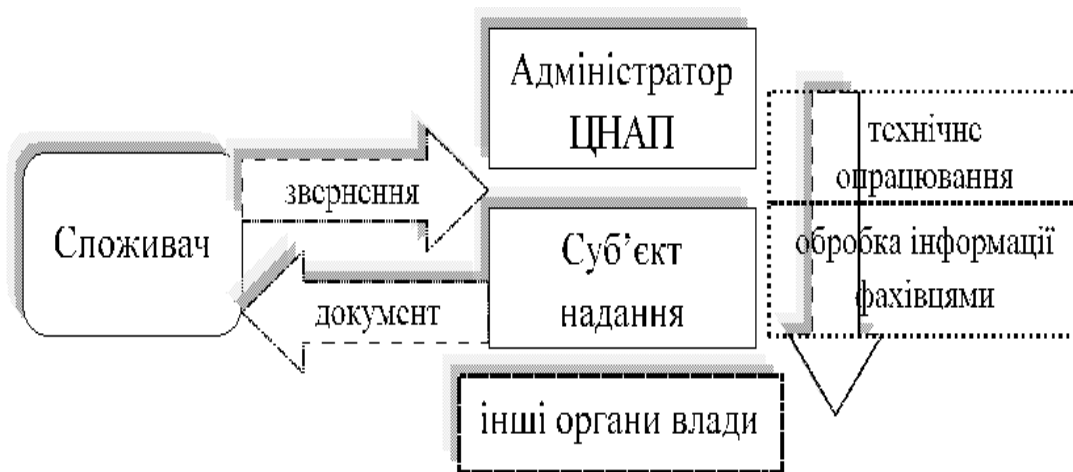 Адміністратор
ЦНАП
технічне
опрацювання
звернення
Споживач
Суб’єкт
надання
обробка інформації
фахівцями
документ
інші органи влади